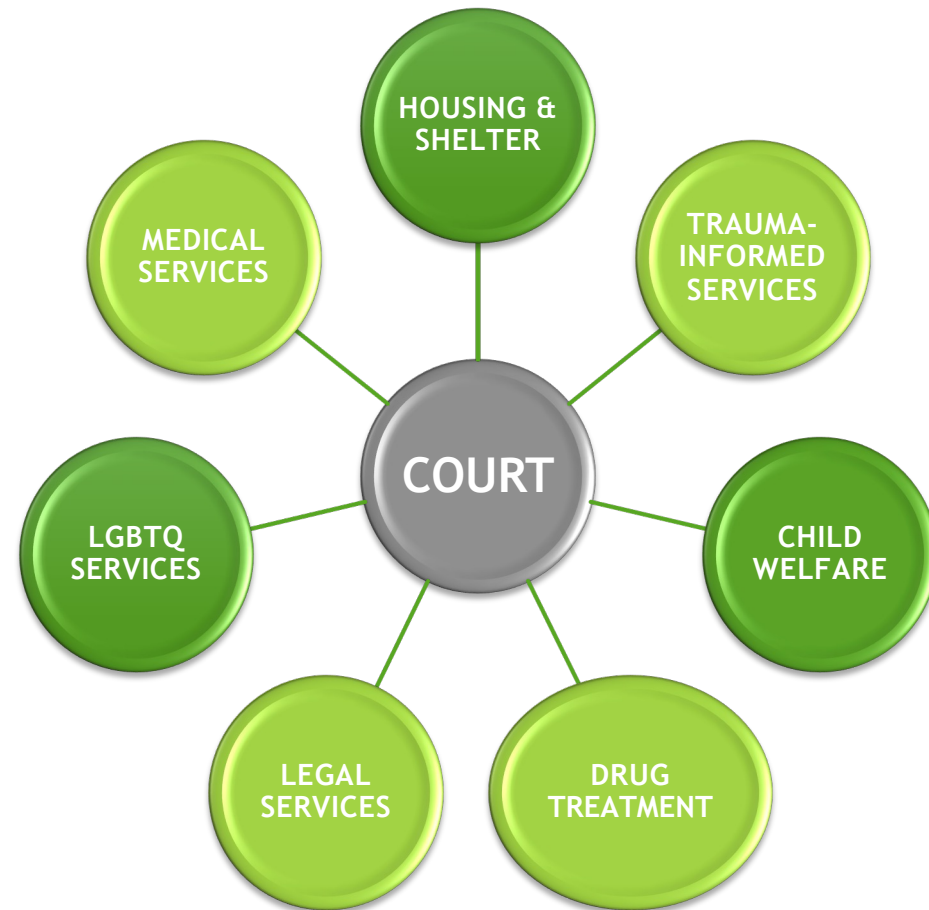 HOUSING &
SHELTER
TRAUMA-
INFORMED
SERVICES
CHILD
WELFARE
DRUG
TREATMENT
LEGAL
SERVICES
LGBTQ
SERVICES
MEDICAL
SERVICES
COURT